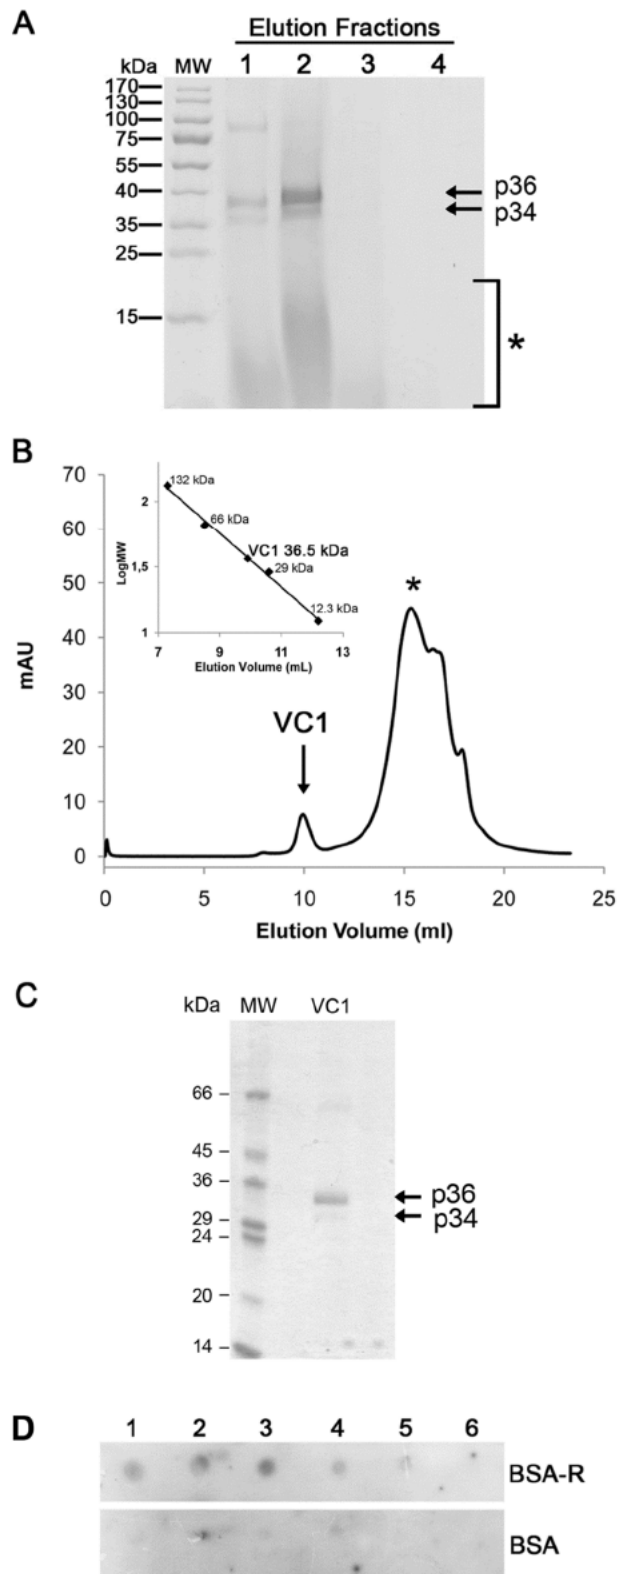 A
Elution Fractions
kDa MW 1 2 3 4
170
130
100
75
55
40
35
25
15
p36
p34
*
B
70
60
50
40
30
20
10
0
mAU
0 5 10 15 20 25
Elution Volume (ml)
VC1
*
2
1,5
1
LogMW
7 9 11 13
Elution Volume (mL)
132 kDa
66 kDa
VC1 36.5 kDa
29 kDa
12.3 kDa
C
kDa MW VC1
66
45
36
29
24
20
14
p36
p34
D
1 2 3 4 5 6
BSA-R
BSA